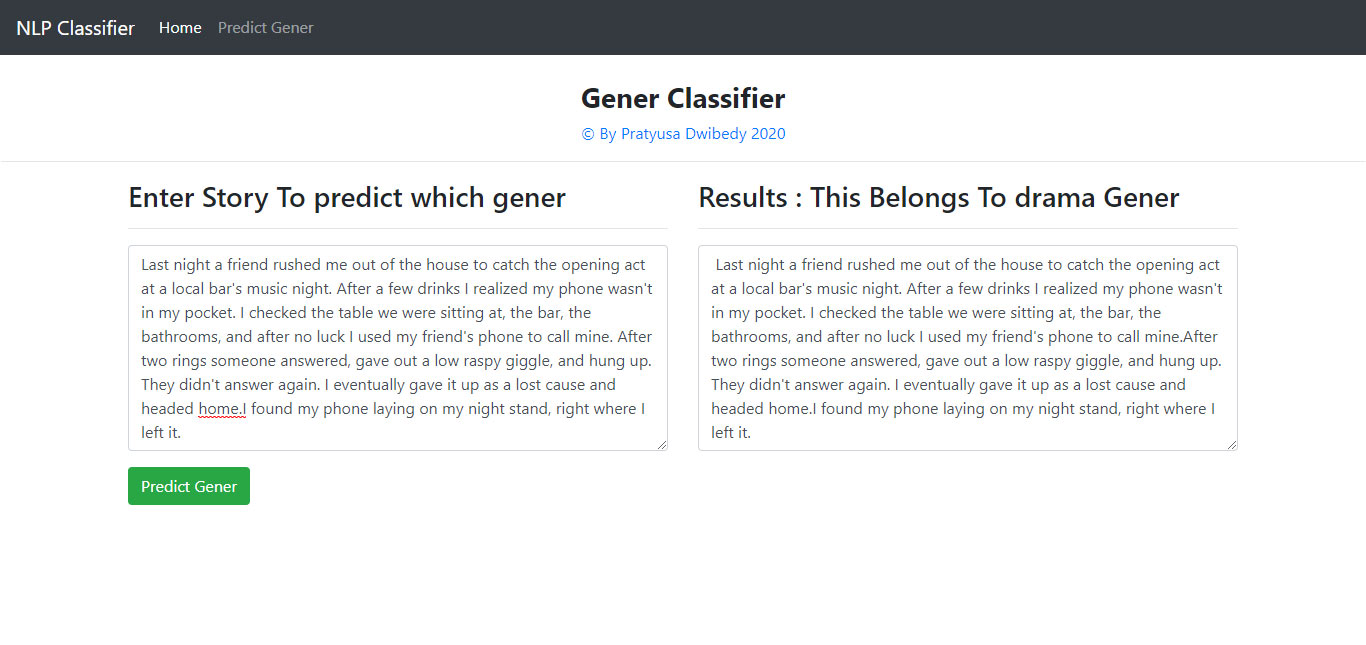 NLP Classifier Home Predict Gener
Gener Classifier
© By Pratyusa Dwibedy 2020
Enter Story To predict which gener
Last night a friend rushed me out of the house to catch the opening act
at a local bar's music night. After a few drinks I realized my phone wasn't
in my pocket. I checked the table we were sitting at, the bar, the
bathrooms, and after no luck I used my friend's phone to call mine. After
two rings someone answered, gave out a low raspy giggle, and hung up.
They didn't answer again. I eventually gave it up as a lost cause and
headed home.I found my phone laying on my night stand, right where I
left it.
Predict Gener
Results : This Belongs To drama Gener
Last night a friend rushed me out of the house to catch the opening act
at a local bar's music night. After a few drinks I realized my phone wasn't
in my pocket. I checked the table we were sitting at, the bar, the
bathrooms, and after no luck I used my friend's phone to call mine.After
two rings someone answered, gave out a low raspy giggle, and hung up.
They didn't answer again. I eventually gave it up as a lost cause and
headed home.I found my phone laying on my night stand, right where I
left it.